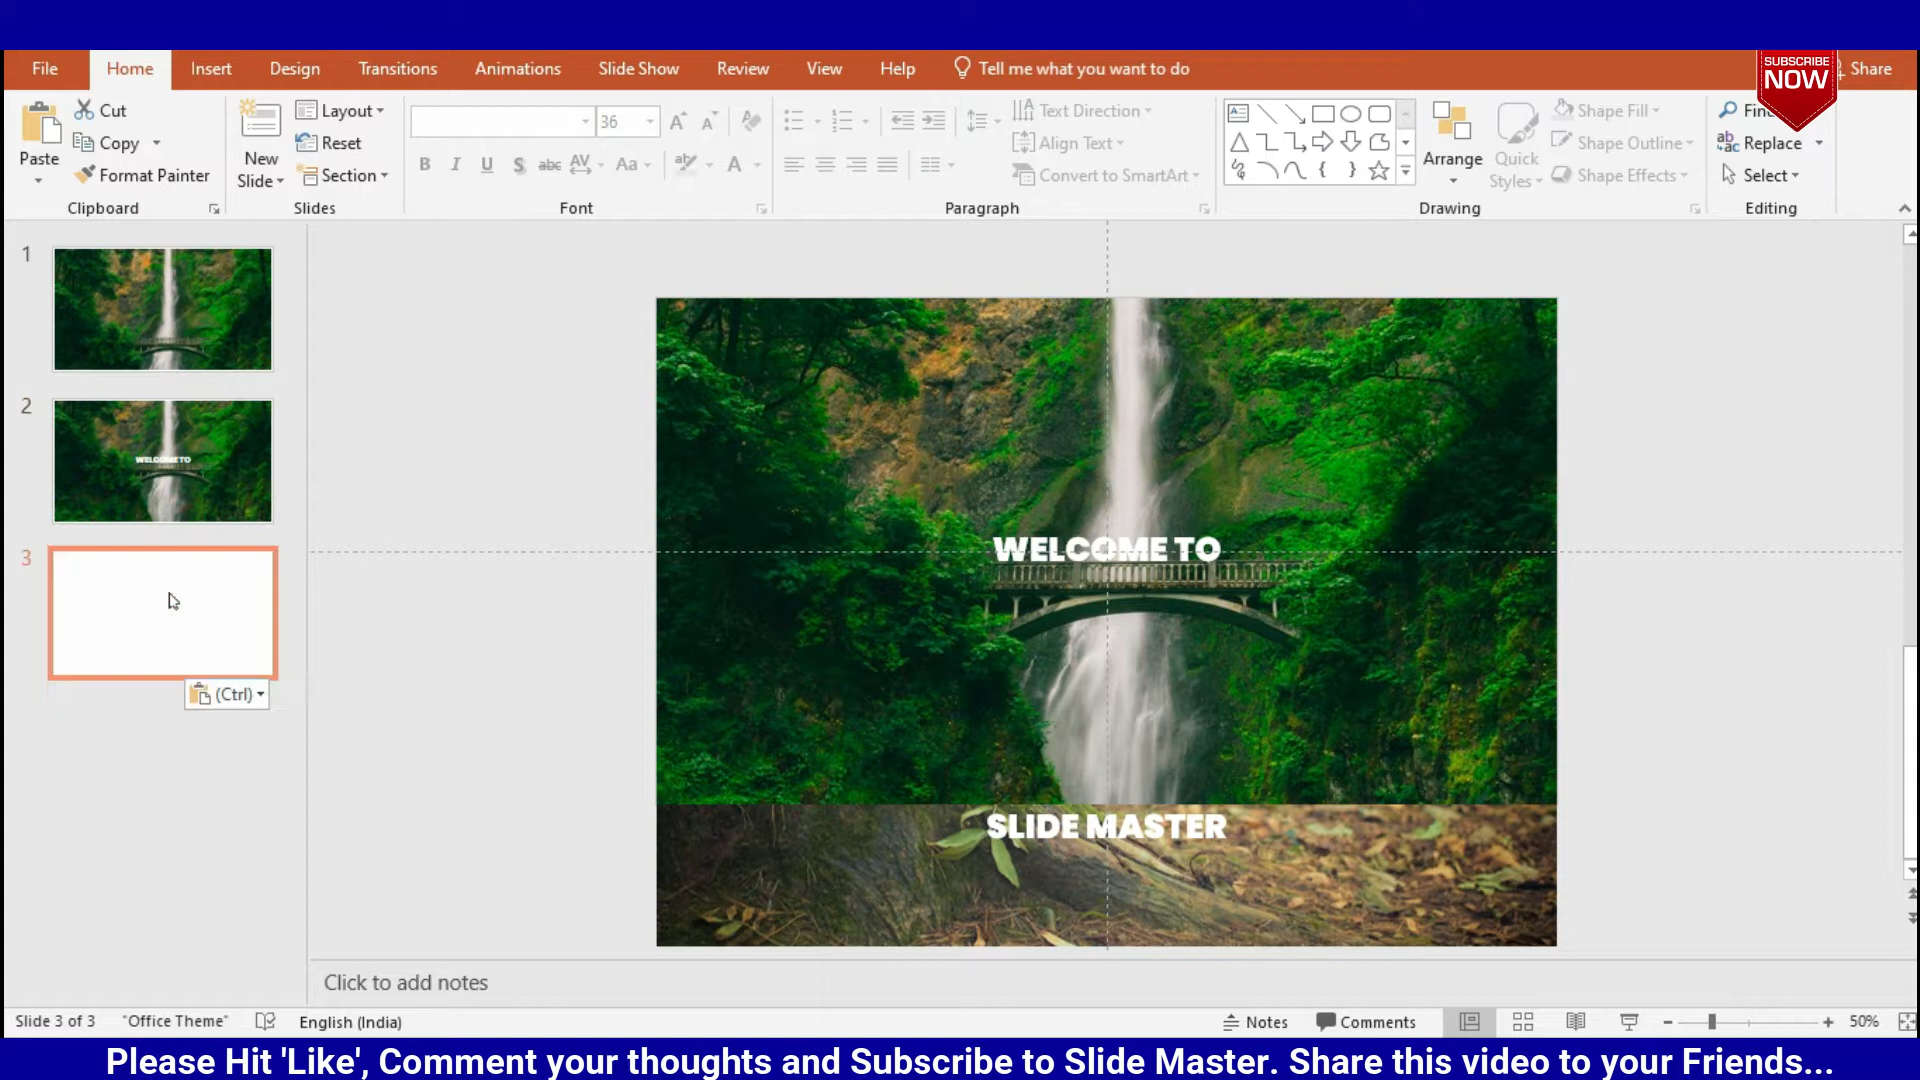 File Home Insert Design Transitions Animations Slide Show Review View Help Tell me what you want to do Share
SUBSCRIBE
NOW
Paste
Cut
Copy
Format Painter
Clipboard
New
Slide
Layout
Reset
Section
Slides
36
B I U S abc AV Aa A
Font
Text Direction
Align Text
Convert to SmartArt
Paragraph
Arrange
Quick
Styles
Shape Fill
Shape Outline
Shape Effects
Drawing
Replace
Select
Editing
1
2
WELCOME TO
3
(Ctrl)
WELCOME TO
SLIDE MASTER
Click to add notes
Slide 3 of 3 "Office Theme" English (India) Notes Comments 50%
Please Hit 'Like', Comment your thoughts and Subscribe to Slide Master. Share this video to your Friends...